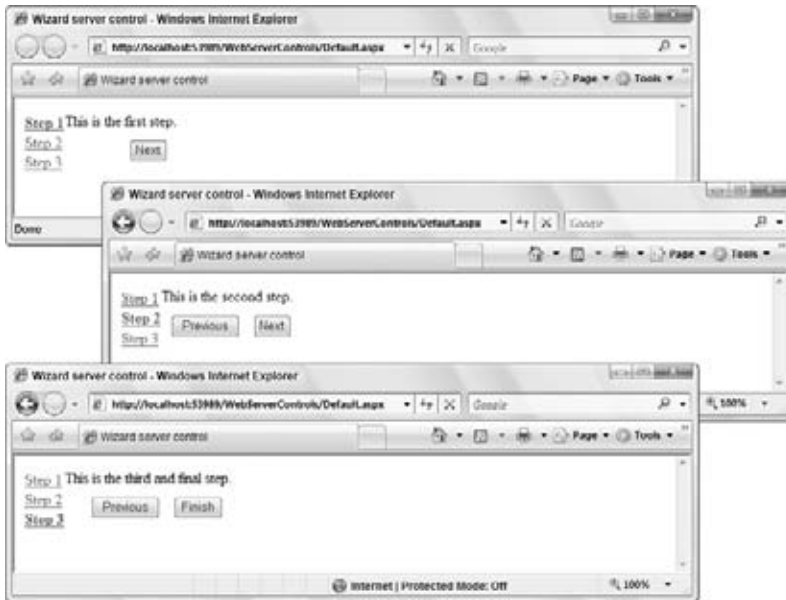 Wizard server control - Windows Internet Explorer
http://localhost:53989/WebServerControls/Default.aspx
Google
Wizard server control
Page
Tools
Step 1 This is the first step.
Step 2
Next
Step 3
Done
Wizard server control - Windows Internet Explorer
http://localhost:53989/WebServerControls/Default.aspx
Google
Wizard server control
Page
Tools
Step 1 This is the second step.
Step 2
Previous
Next
Step 3
100%
Wizard server control - Windows Internet Explorer
http://localhost:53989/WebServerControls/Default.aspx
Google
Wizard server control
Page
Tools
Step 1 This is the third and final step.
Step 2
Previous
Finish
Step 3
Internet | Protected Mode: Off
100%